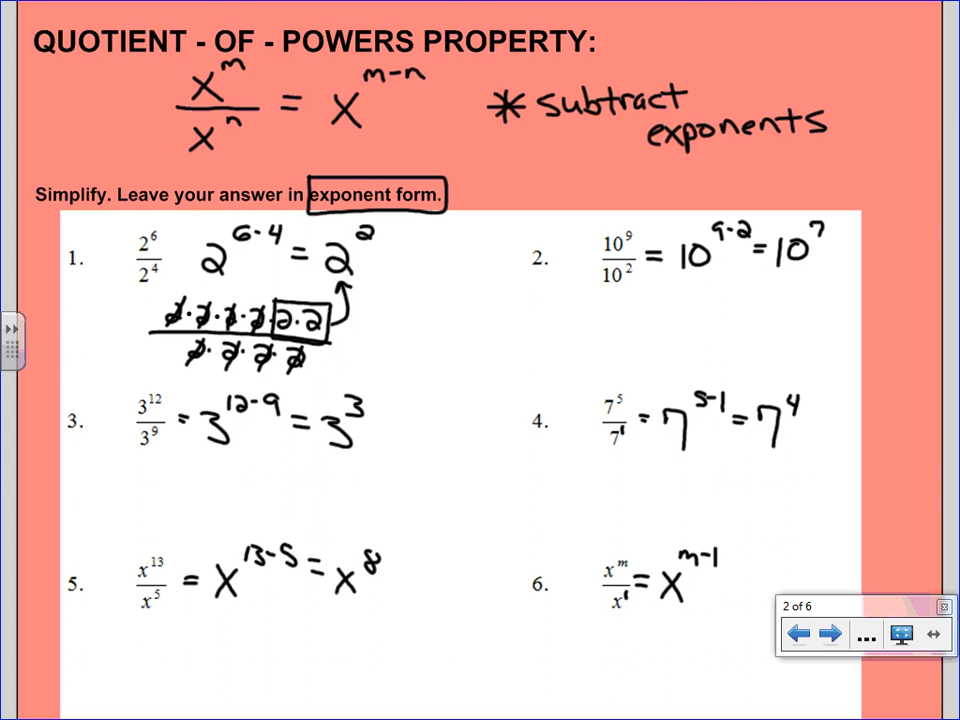 QUOTIENT - OF - POWERS PROPERTY:
x^m / x^n = x^(m-n) * subtract exponents
Simplify. Leave your answer in exponent form.
1. 2^6 / 2^4 2^(6-4) = 2^2
2·2·2·2·2·2 / 2·2·2·2
2. 10^9 / 10^2 = 10^(9-2) = 10^7
3. 3^12 / 3^9 = 3^(12-9) = 3^3
4. 7^5 / 7^1 = 7^(5-1) = 7^4
5. x^13 / x^5 = x^(13-5) = x^8
6. x^m / x^1 = x^(m-1)
2 of 6
...